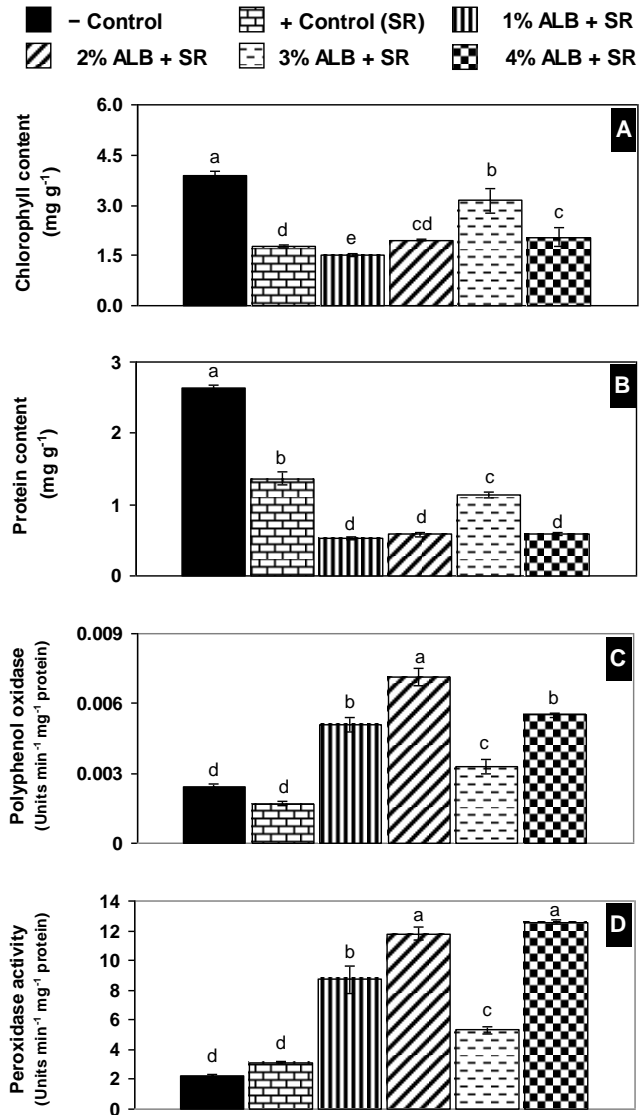 − Control + Control (SR) 1% ALB + SR
2% ALB + SR 3% ALB + SR 4% ALB + SR
A
Chlorophyll content
(mg g⁻¹)
6.0
4.5
3.0
1.5
0.0
a
d
e
cd
b
c
B
Protein content
(mg g⁻¹)
3
2
1
0
a
b
d
d
c
d
C
Polyphenol oxidase
(Units min⁻¹ mg⁻¹ protein)
0.009
0.006
0.003
0
d
d
b
a
c
b
D
Peroxidase activity
(Units min⁻¹ mg⁻¹ protein)
14
12
10
8
6
4
2
0
d
d
b
a
c
a